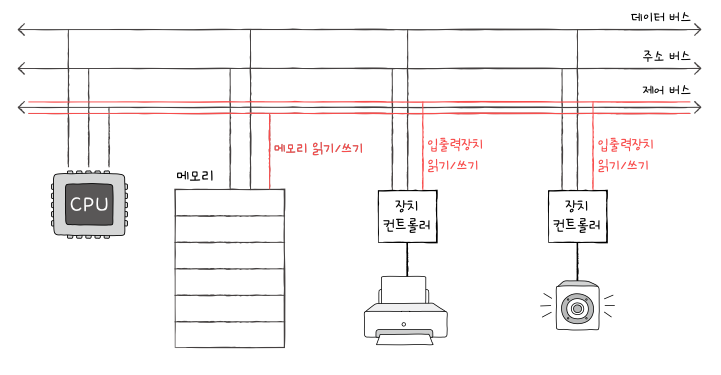 데이터 버스
주소 버스
제어 버스
메모리 읽기/쓰기
입출력장치
읽기/쓰기
입출력장치
읽기/쓰기
메모리
CPU
장치
컨트롤러
장치
컨트롤러